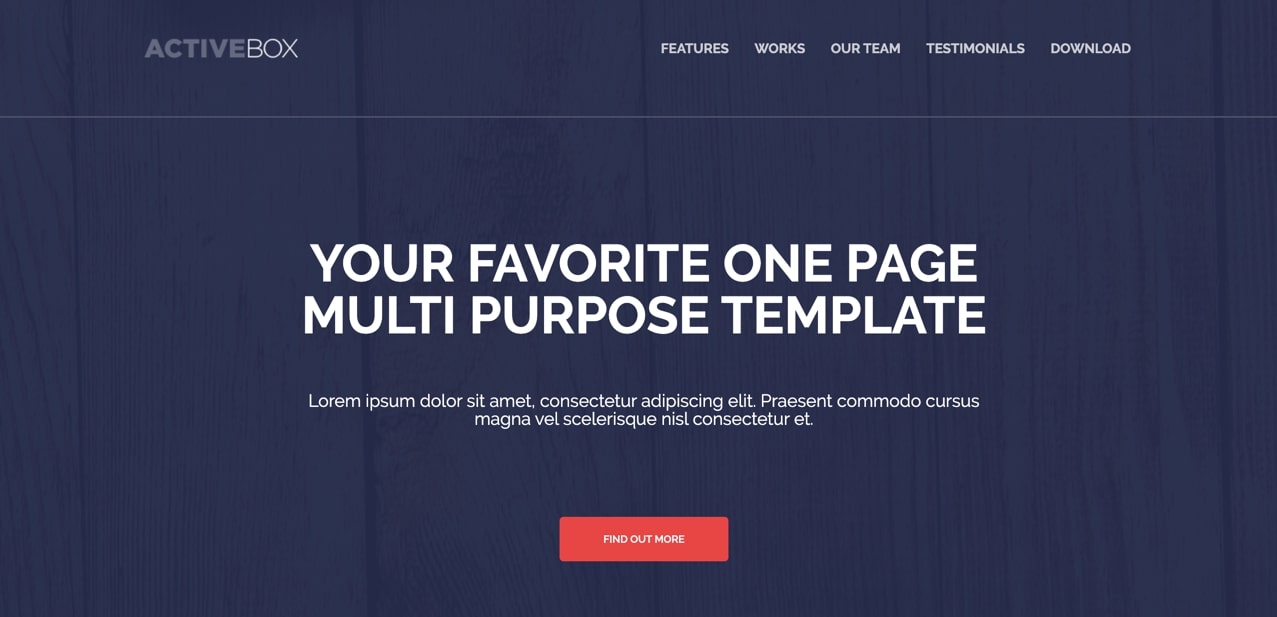 ACTIVEBOX
FEATURES WORKS OUR TEAM TESTIMONIALS DOWNLOAD
YOUR FAVORITE ONE PAGE
MULTI PURPOSE TEMPLATE
Lorem ipsum dolor sit amet, consectetur adipiscing elit. Praesent commodo cursus
magna vel scelerisque nisl consectetur et.
FIND OUT MORE